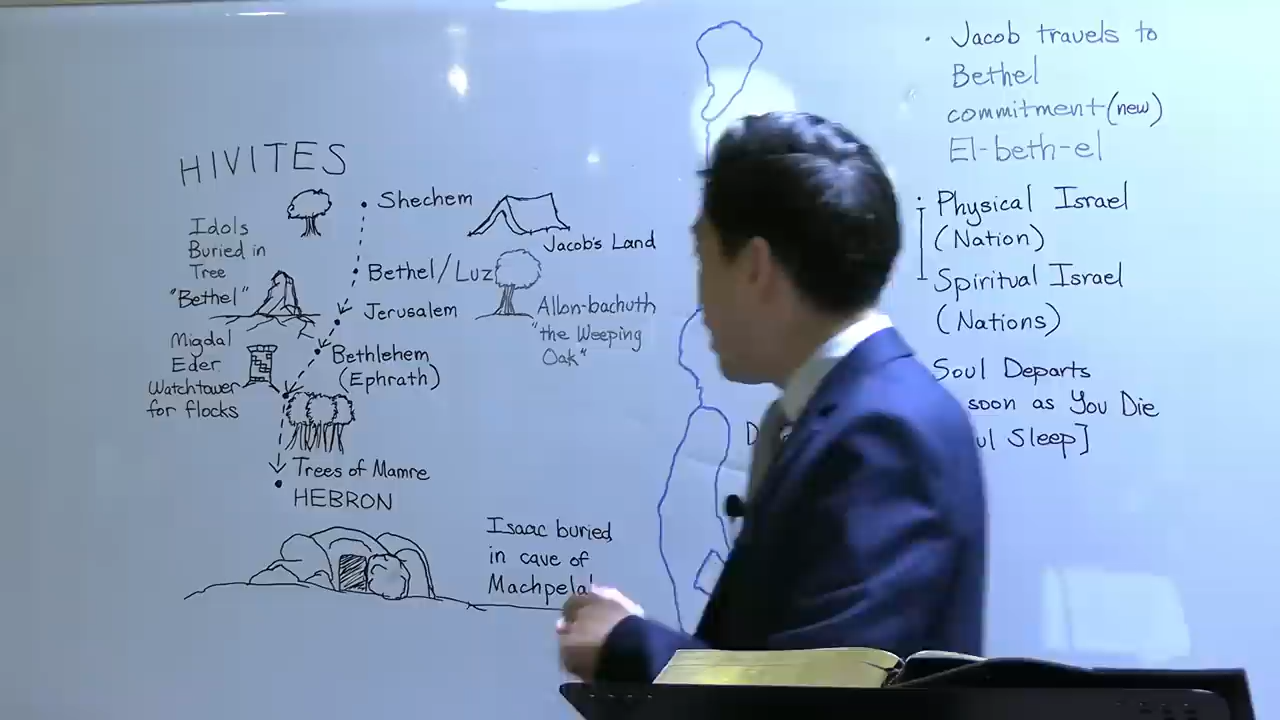 HIVITES
Shechem
Idols
Buried in
Tree
"Bethel"
Jacob's Land
Bethel/Luz
Jerusalem
Allon-bachuth
"the Weeping
Oak"
Migdal
Eder
Watchtower
for flocks
Bethlehem
(Ephrath)
Trees of Mamre
HEBRON
Isaac buried
in cave of
• Jacob travels to
Bethel
commitment (new)
El-beth-el
• Physical Israel
(Nation)
Spiritual Israel
(Nations)
Soul Departs
soon as You Die
Sleep]